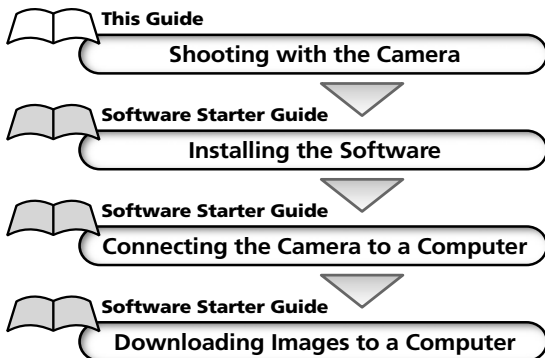 This Guide
Shooting with the Camera
Software Starter Guide
Installing the Software
Software Starter Guide
Connecting the Camera to a Computer
Software Starter Guide
Downloading Images to a Computer